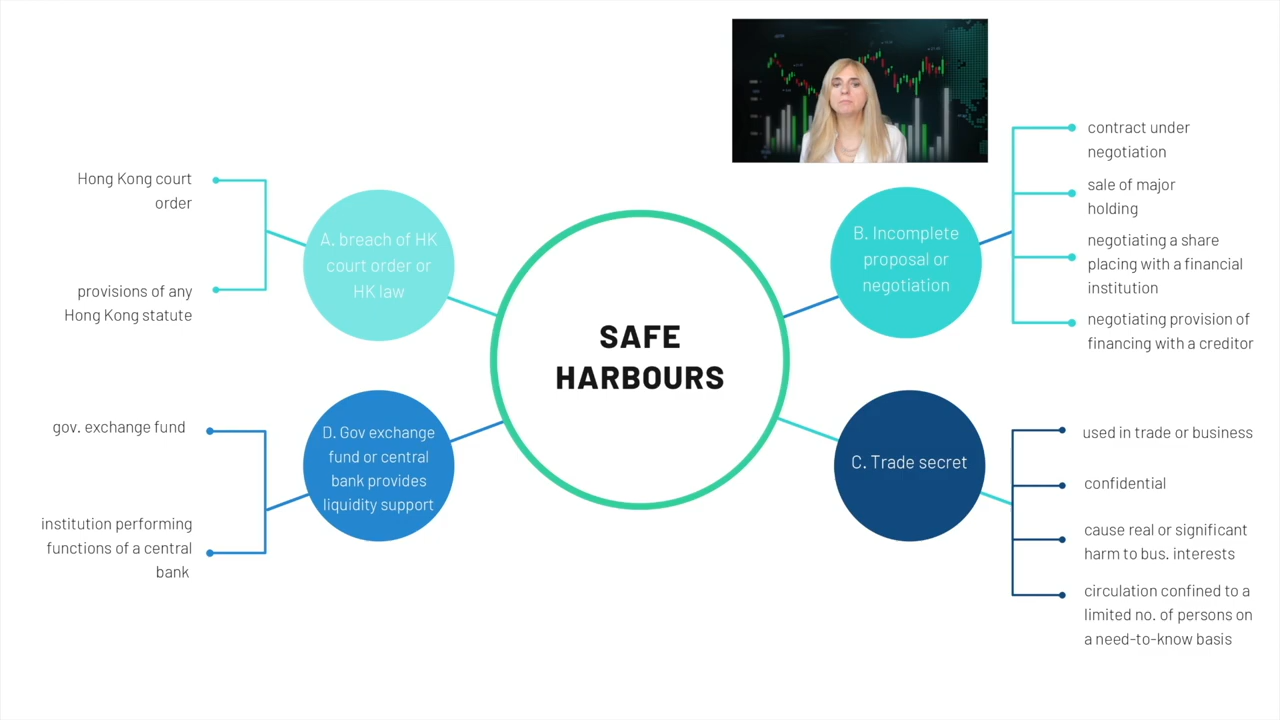 SAFE
HARBOURS
Hong Kong court
order
provisions of any
Hong Kong statute
A. breach of HK
court order or
HK law
B. Incomplete
proposal or
negotiation
contract under
negotiation
sale of major
holding
negotiating a share
placing with a financial
institution
negotiating provision of
financing with a creditor
C. Trade secret
used in trade or business
confidential
cause real or significant
harm to bus. interests
circulation confined to a
limited no. of persons on
a need-to-know basis
D. Gov exchange
fund or central
bank provides
liquidity support
gov. exchange fund
institution performing
functions of a central
bank